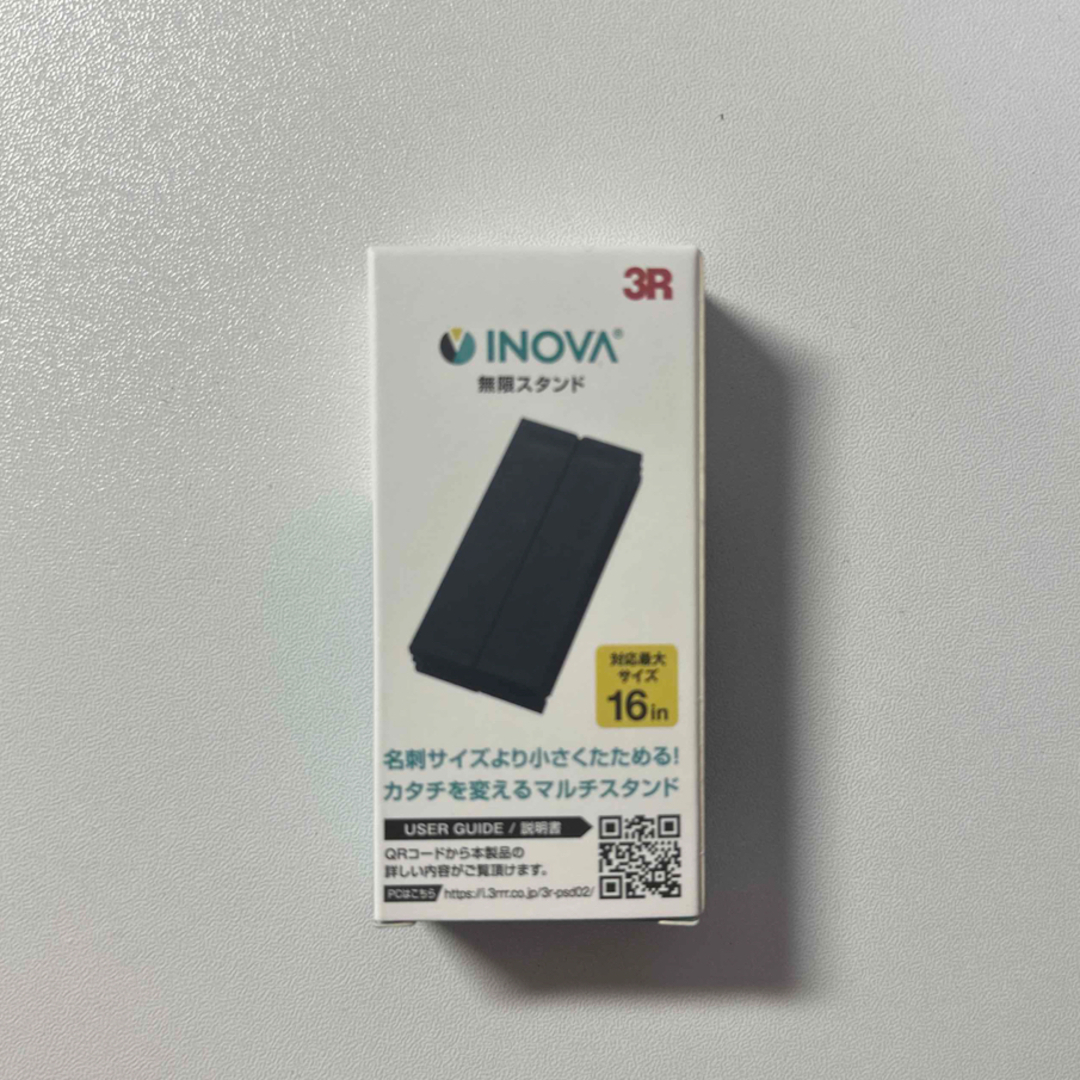 3R
INOVA®
無限スタンド
対応最大
サイズ
16in
名刺サイズより小さくたためる!
カタチを変えるマルチスタンド
USER GUIDE / 説明書
QRコードから本製品の
詳しい内容がご覧頂けます。
PCはこちら https://i.3rrr.co.jp/3r-psd02/